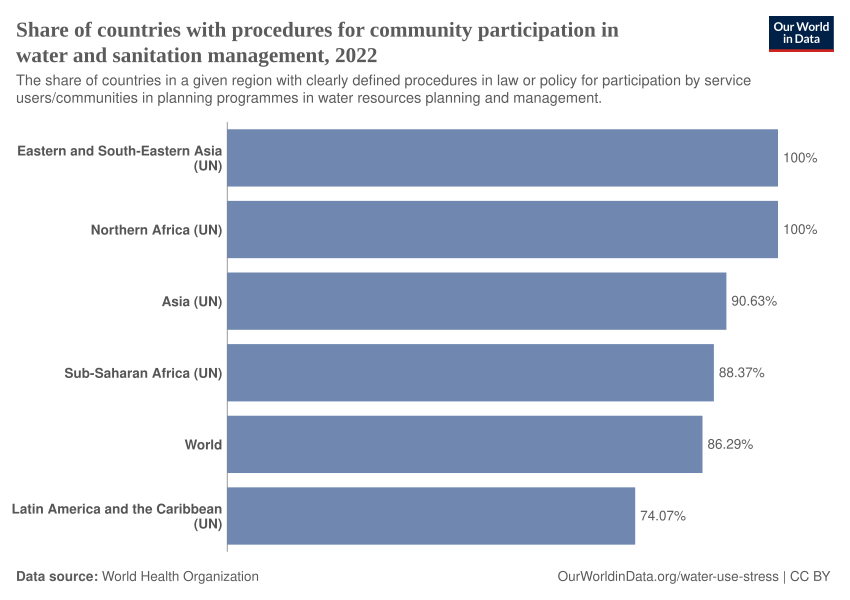 Share of countries with procedures for community participation in
water and sanitation management, 2022
Our World
in Data
The share of countries in a given region with clearly defined procedures in law or policy for participation by service
users/communities in planning programmes in water resources planning and management.
Eastern and South-Eastern Asia
(UN)
100%
Northern Africa (UN)
100%
Asia (UN)
90.63%
Sub-Saharan Africa (UN)
88.37%
World
86.29%
Latin America and the Caribbean
(UN)
74.07%
Data source: World Health Organization
OurWorldinData.org/water-use-stress | CC BY